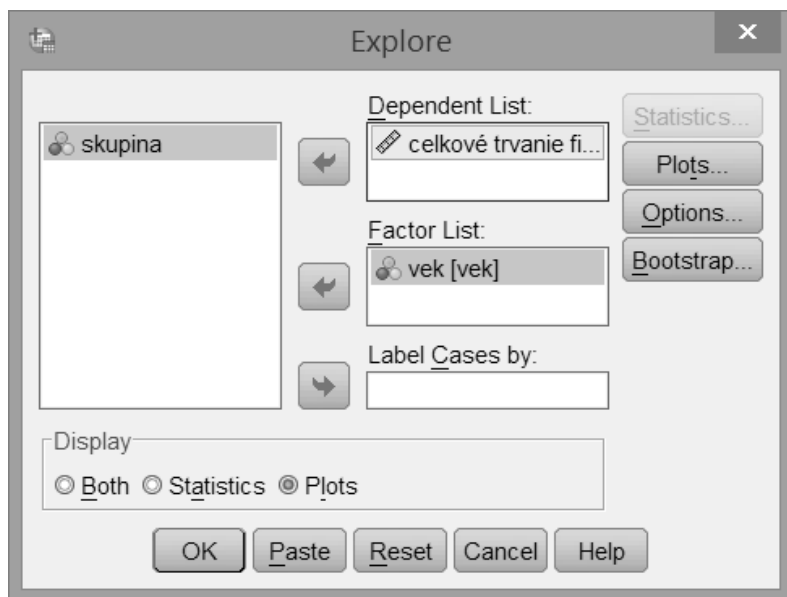 Explore
Dependent List:
skupina
celkové trvanie fi...
Statistics...
Plots...
Factor List:
Options...
vek [vek]
Bootstrap...
Label Cases by:
Display
Both Statistics Plots
OK Paste Reset Cancel Help